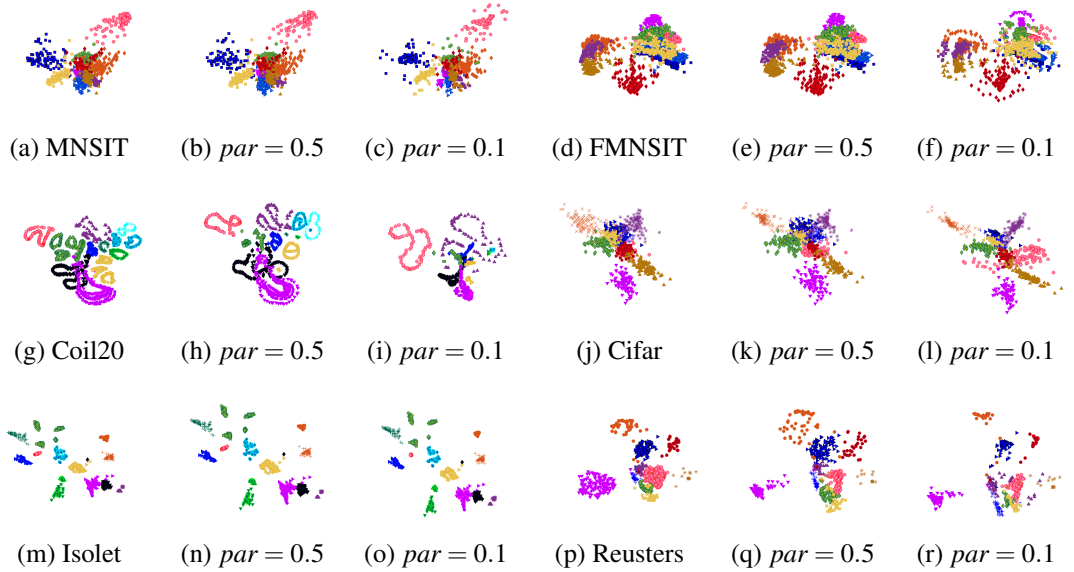 (a) MNSIT (b) par = 0.5 (c) par = 0.1 (d) FMNSIT (e) par = 0.5 (f) par = 0.1
(g) Coil20 (h) par = 0.5 (i) par = 0.1 (j) Cifar (k) par = 0.5 (l) par = 0.1
(m) Isolet (n) par = 0.5 (o) par = 0.1 (p) Reusters (q) par = 0.5 (r) par = 0.1